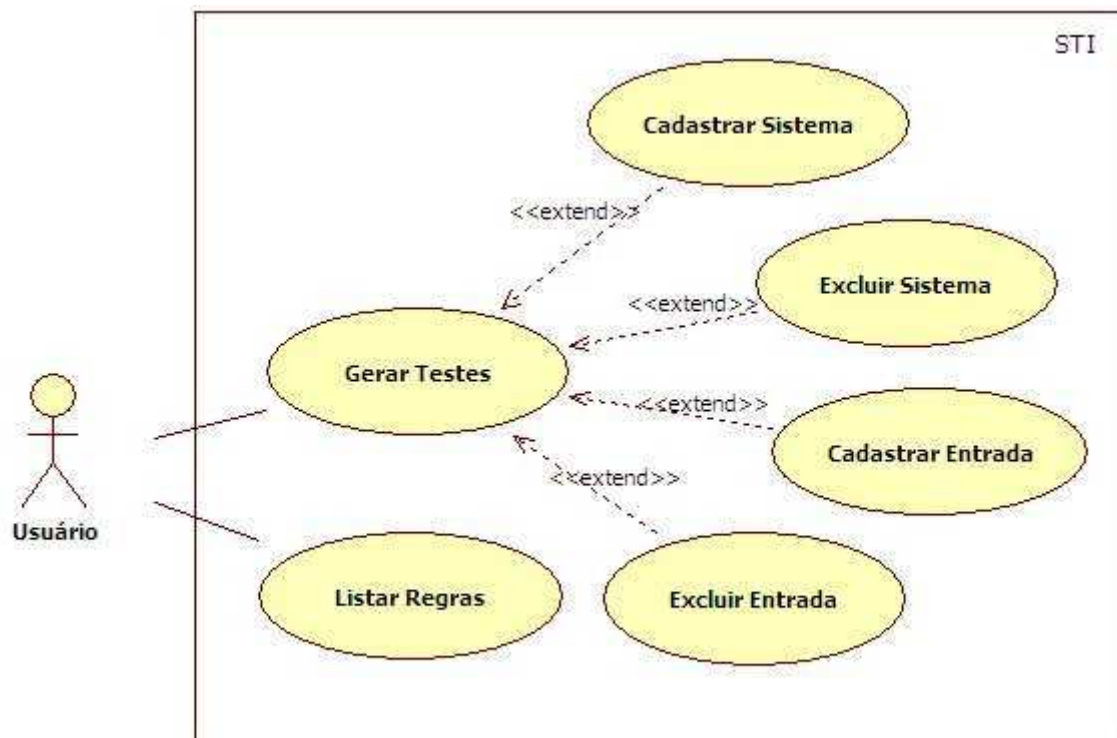 STI
Cadastrar Sistema
<<extend>>
Excluir Sistema
<<extend>>
Gerar Testes
<<extend>>
Cadastrar Entrada
<<extend>>
Usuário
Listar Regras
Excluir Entrada